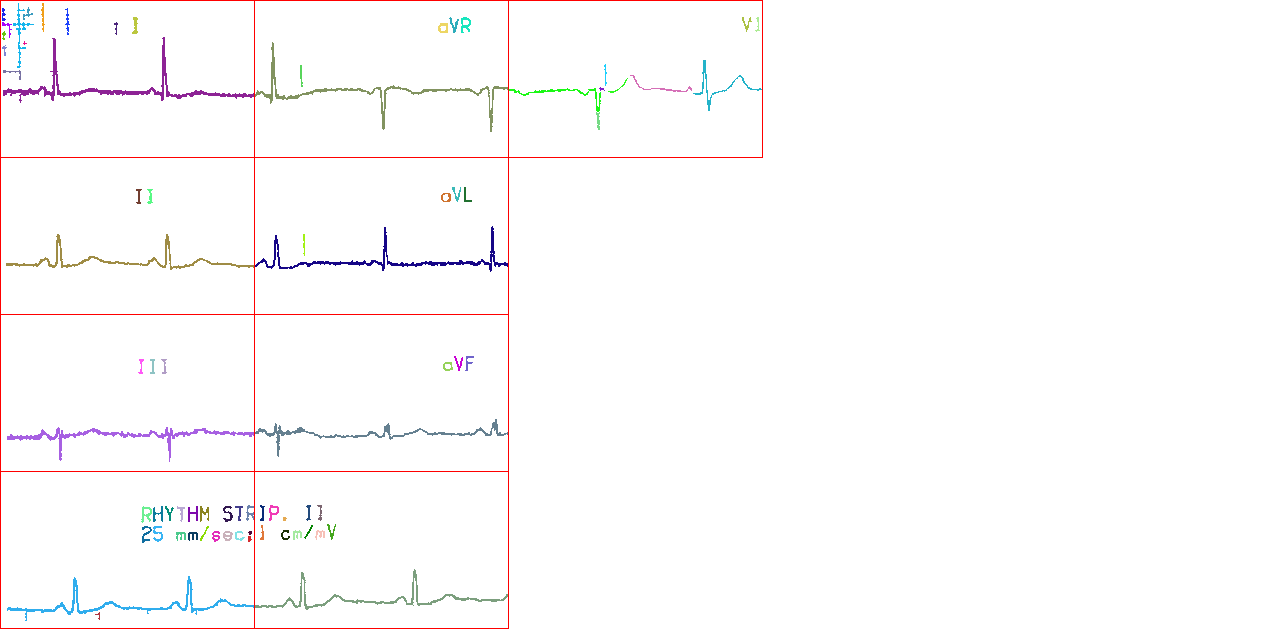 I aVR V1
II aVL
III aVF
RHYTHM STRIP. II
25 mm/sec;1 cm/mV